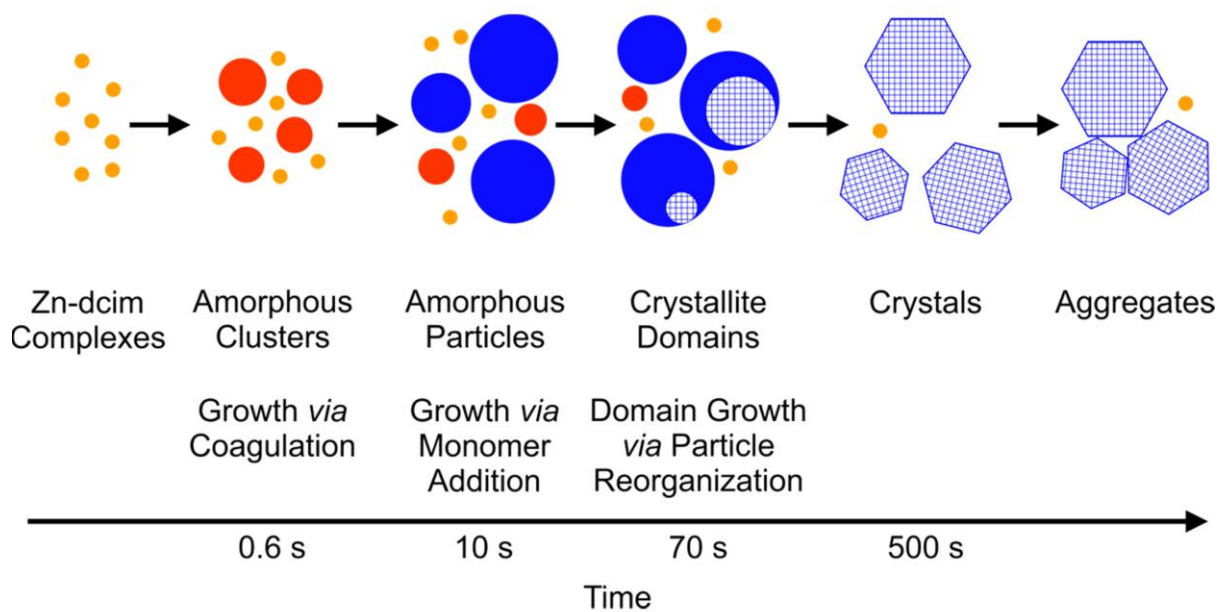 Zn-dcim
Complexes
Amorphous
Clusters
Amorphous
Particles
Crystallite
Domains
Crystals
Aggregates
Growth via
Coagulation
Growth via
Monomer
Addition
Domain Growth
via Particle
Reorganization
0.6 s
10 s
70 s
500 s
Time